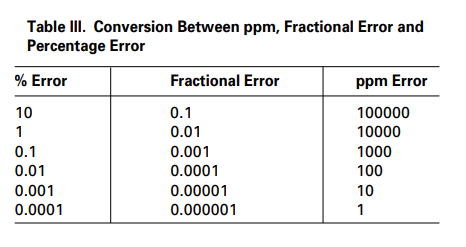 Table III. Conversion Between ppm, Fractional Error and
Percentage Error
% Error Fractional Error ppm Error
10 0.1 100000
1 0.01 10000
0.1 0.001 1000
0.01 0.0001 100
0.001 0.00001 10
0.0001 0.000001 1